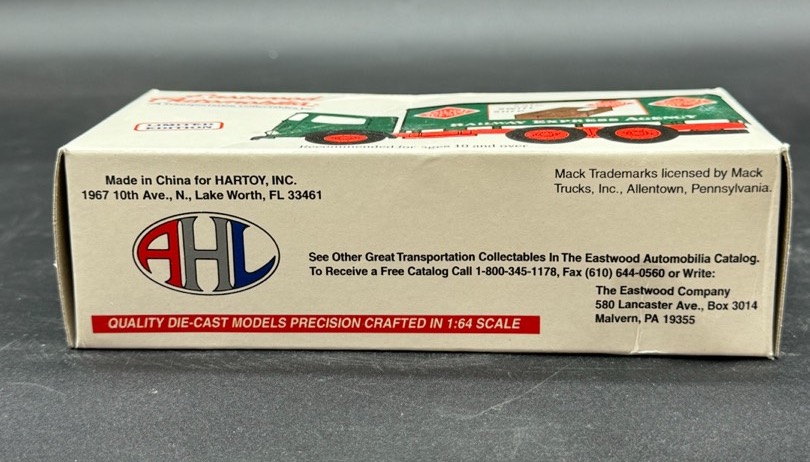 Eastwood
Automobilia
LIMITED
EDITION
RAILWAY EXPRESS AGENCY
Recommended for ages 10 and over
Made in China for HARTOY, INC.
1967 10th Ave., N., Lake Worth, FL 33461
Mack Trademarks licensed by Mack
Trucks, Inc., Allentown, Pennsylvania.
AHL
See Other Great Transportation Collectables In The Eastwood Automobilia Catalog.
To Receive a Free Catalog Call 1-800-345-1178, Fax (610) 644-0560 or Write:
The Eastwood Company
580 Lancaster Ave., Box 3014
Malvern, PA 19355
QUALITY DIE-CAST MODELS PRECISION CRAFTED IN 1:64 SCALE